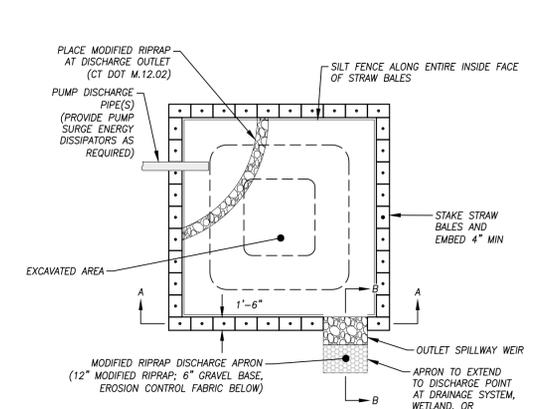 PLACE MODIFIED RIPRAP
AT DISCHARGE OUTLET
(CT DOT M.12.02)
SILT FENCE ALONG ENTIRE INSIDE FACE
OF STRAW BALES
PUMP DISCHARGE
PIPE(S)
(PROVIDE PUMP
SURGE ENERGY
DISSIPATORS AS
REQUIRED)
STAKE STRAW
BALES AND
EMBED 4" MIN
EXCAVATED AREA
A
1'-6"
B
A
OUTLET SPILLWAY WEIR
MODIFIED RIPRAP DISCHARGE APRON
(12" MODIFIED RIPRAP; 6" GRAVEL BASE,
EROSION CONTROL FABRIC BELOW)
APRON TO EXTEND
TO DISCHARGE POINT
AT DRAINAGE SYSTEM,
WETLAND, OR
B